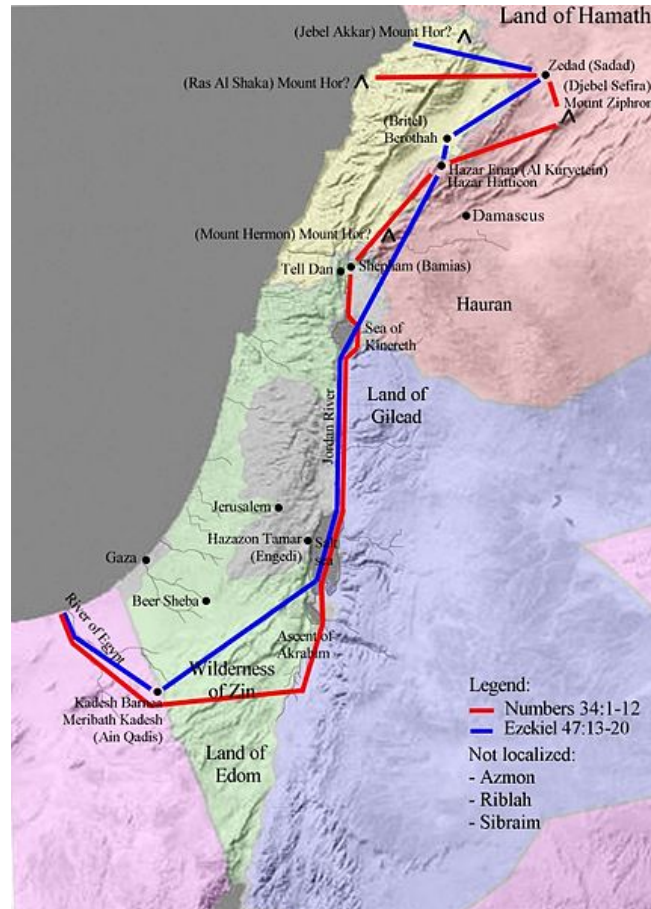 Land of Hamath
(Jebel Akkar) Mount Hor?
Zedad (Sadad)
(Ras Al Shaka) Mount Hor?
(Djebel Sefira)
Mount Ziphron
(Britel)
Berothah
Hazar Enan (Al Kuryetein)
Hazar Hatticon
Damascus
(Mount Hermon) Mount Hor?
Tell Dan
Shepham (Bamias)
Hauran
Sea of
Kinereth
Land of
Gilead
Jordan River
Jerusalem
Hazazon Tamar
(Engedi)
Salt
sea
Gaza
Beer Sheba
River of Egypt
Ascent of
Akrabim
Wilderness
of Zin
Kadesh Barnea
Meribath Kadesh
(Ain Qadis)
Land of
Edom
Legend:
Numbers 34:1-12
Ezekiel 47:13-20
Not localized:
- Azmon
- Riblah
- Sibraim